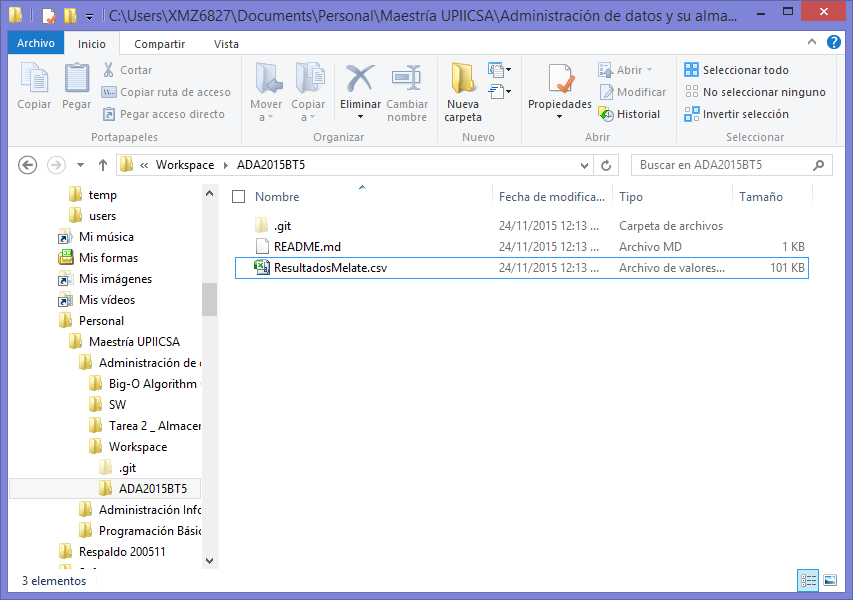 C:\Users\XMZ6827\Documents\Personal\Maestría UPIICSA\Administración de datos y su alma...
Archivo Inicio Compartir Vista
Copiar
Pegar
Cortar
Copiar ruta de acceso
Pegar acceso directo
Portapapeles
Mover a
Copiar a
Eliminar
Cambiar nombre
Organizar
Nueva carpeta
Nuevo
Propiedades
Abrir
Modificar
Historial
Abrir
Seleccionar todo
No seleccionar ninguno
Invertir selección
Seleccionar
« Workspace ADA2015BT5
Buscar en ADA2015BT5
temp
users
Mi música
Mis formas
Mis imágenes
Mis vídeos
Personal
Maestría UPIICSA
Administración de
Big-O Algorithm
SW
Tarea 2 _ Almacer
Workspace
.git
ADA2015BT5
Administración Info
Programación Básic
Respaldo 200511
Nombre Fecha de modifica... Tipo Tamaño
.git 24/11/2015 12:13 ... Carpeta de archivos
README.md 24/11/2015 12:13 ... Archivo MD 1 KB
ResultadosMelate.csv 24/11/2015 12:13 ... Archivo de valores... 101 KB
3 elementos